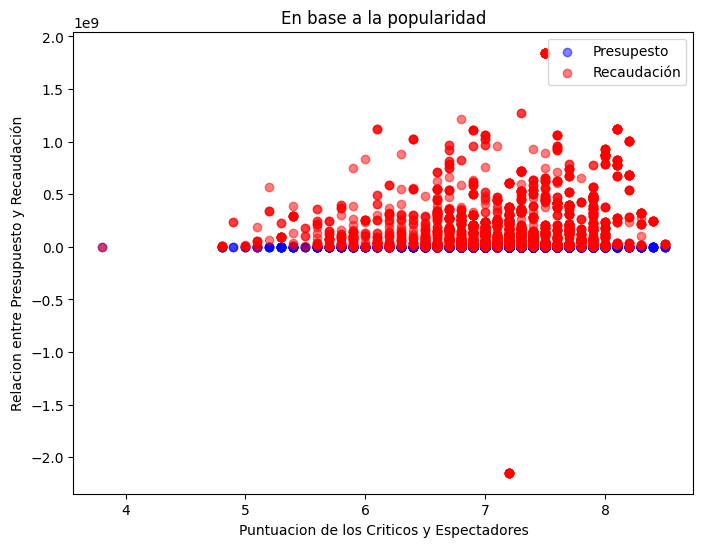 En base a la popularidad
1e9
2.0
1.5
1.0
0.5
0.0
−0.5
−1.0
−1.5
−2.0
Relacion entre Presupuesto y Recaudación
Presupesto
Recaudación
4
5
6
7
8
Puntuacion de los Criticos y Espectadores